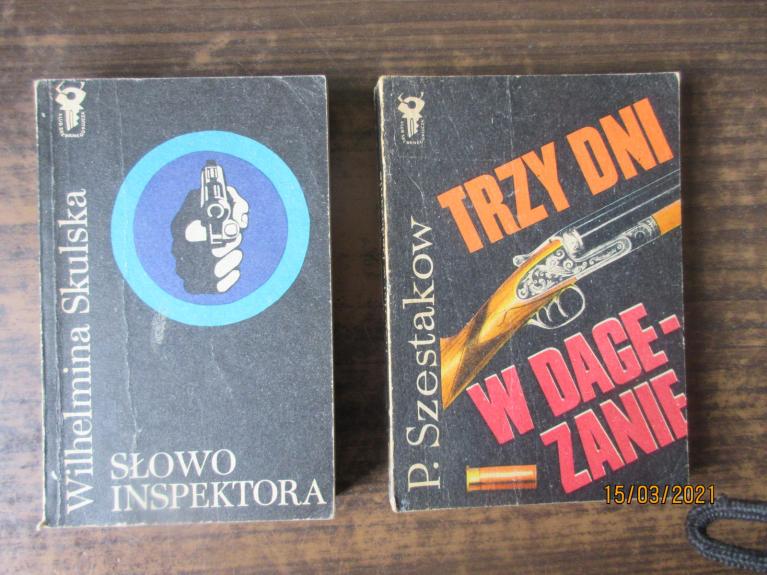 Wilhelmina Skulska
SŁOWO
INSPEKTORA
P. Szestakow
TRZY DNI
W DAGE-
ZANIE
15/03/2021